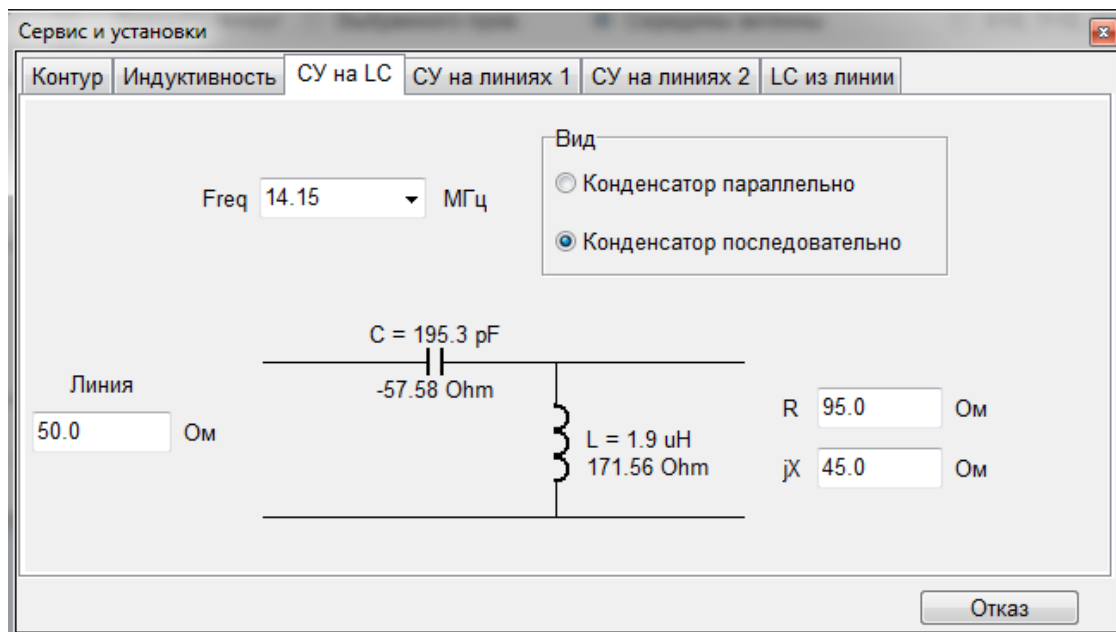 Сервис и установки
Контур Индуктивность СУ на LC СУ на линиях 1 СУ на линиях 2 LC из линии
Вид
Freq 14.15 МГц
Конденсатор параллельно
Конденсатор последовательно
C = 195.3 pF
-57.58 Ohm
Линия
50.0 Ом
L = 1.9 uH
171.56 Ohm
R 95.0 Ом
jX 45.0 Ом
Отказ